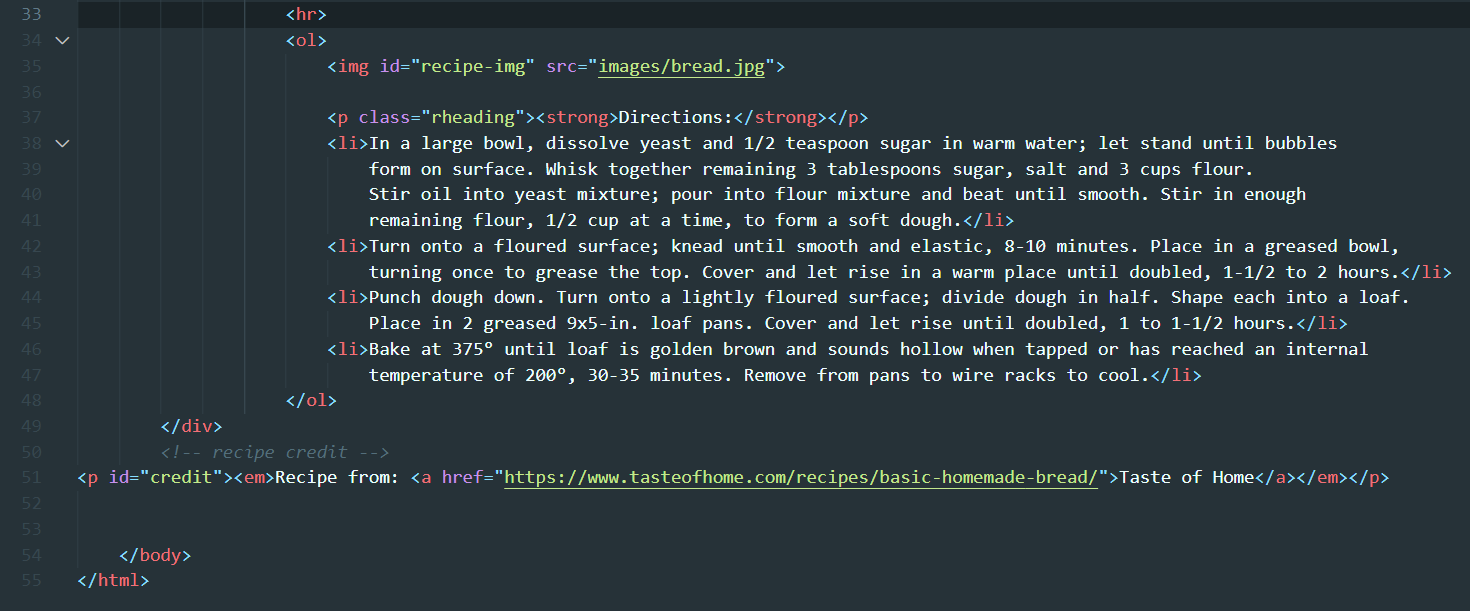 33 <hr>
34 <ol>
35 <img id="recipe-img" src="images/bread.jpg">
36
37 <p class="rheading"><strong>Directions:</strong></p>
38 <li>In a large bowl, dissolve yeast and 1/2 teaspoon sugar in warm water; let stand until bubbles
39 form on surface. Whisk together remaining 3 tablespoons sugar, salt and 3 cups flour.
40 Stir oil into yeast mixture; pour into flour mixture and beat until smooth. Stir in enough
41 remaining flour, 1/2 cup at a time, to form a soft dough.</li>
42 <li>Turn onto a floured surface; knead until smooth and elastic, 8-10 minutes. Place in a greased bowl,
43 turning once to grease the top. Cover and let rise in a warm place until doubled, 1-1/2 to 2 hours.</li>
44 <li>Punch dough down. Turn onto a lightly floured surface; divide dough in half. Shape each into a loaf.
45 Place in 2 greased 9x5-in. loaf pans. Cover and let rise until doubled, 1 to 1-1/2 hours.</li>
46 <li>Bake at 375° until loaf is golden brown and sounds hollow when tapped or has reached an internal
47 temperature of 200°, 30-35 minutes. Remove from pans to wire racks to cool.</li>
48 </ol>
49 </div>
50 <!-- recipe credit -->
51 <p id="credit"><em>Recipe from: <a href="https://www.tasteofhome.com/recipes/basic-homemade-bread/">Taste of Home</a></em></p>
52
53
54 </body>
55 </html>